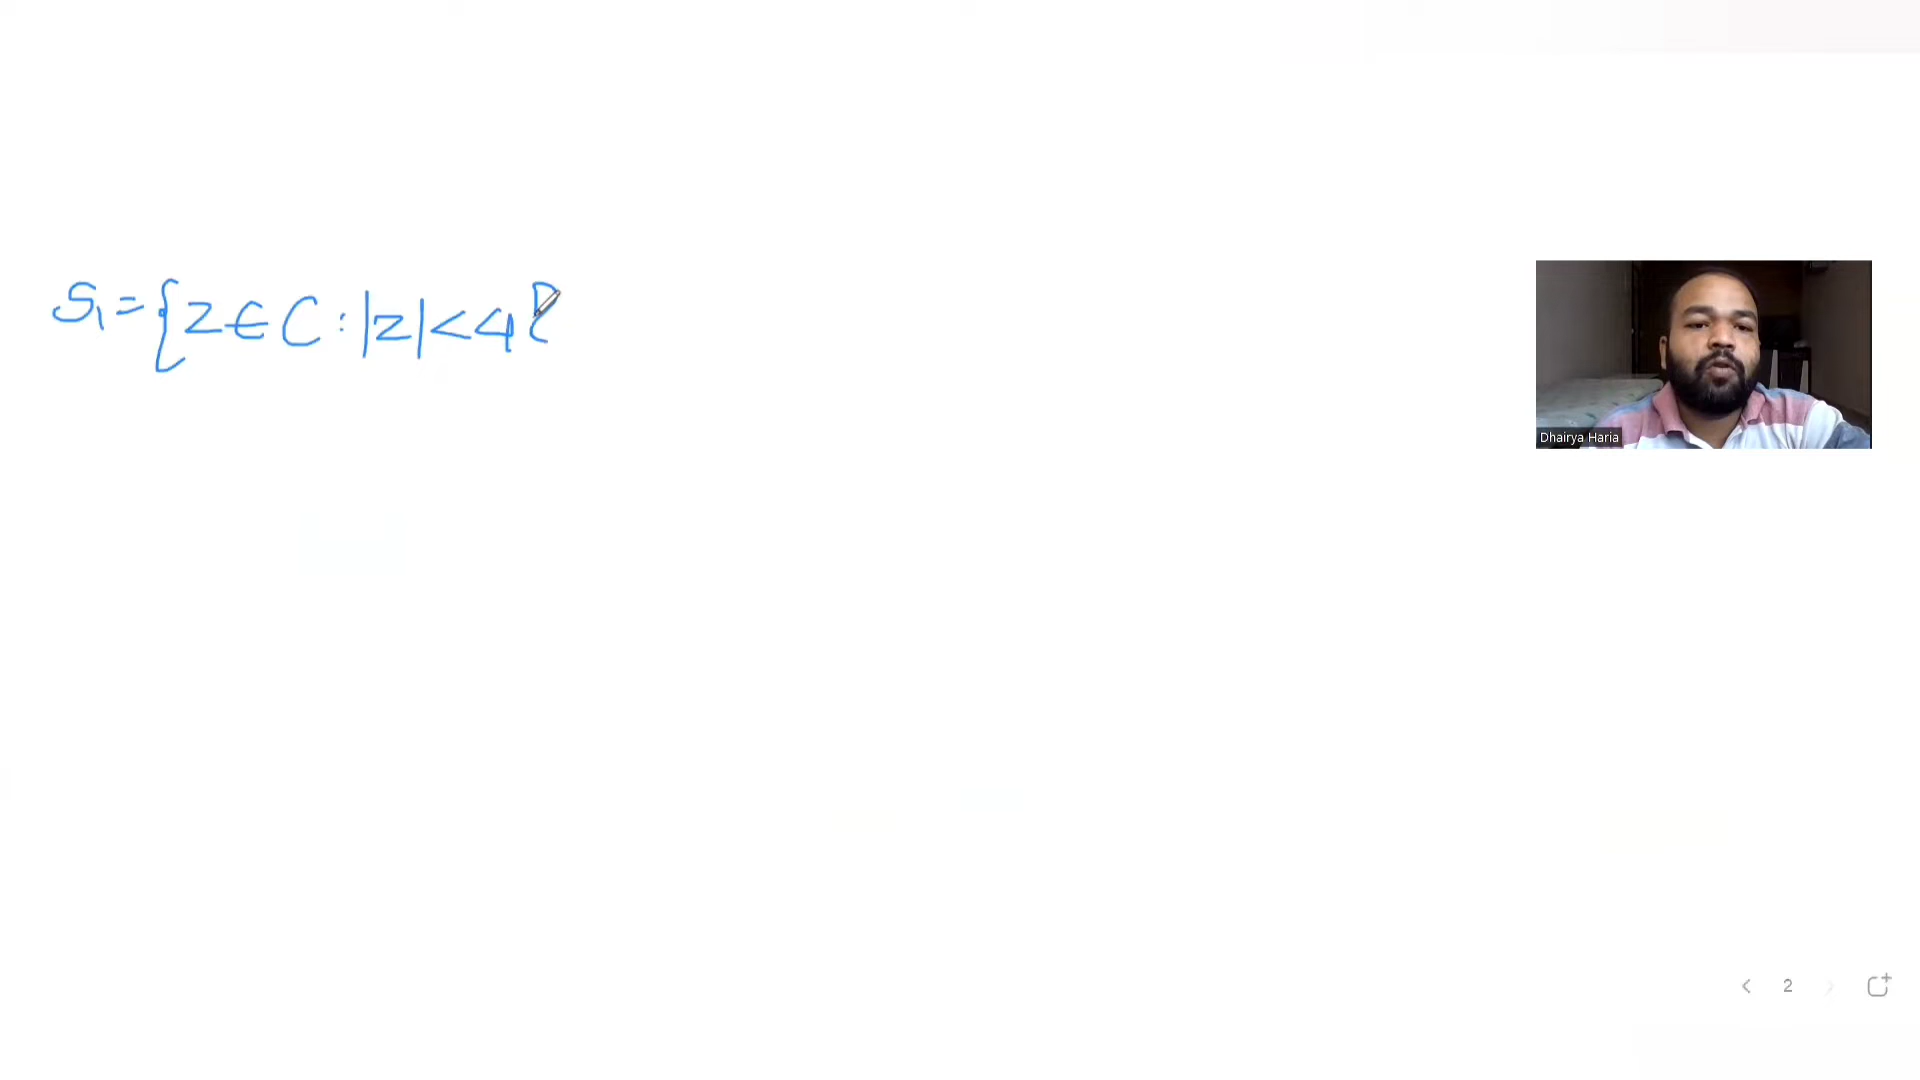 S₁ = {z ∈ C : |z| < 4}
Dhairya Haria
2